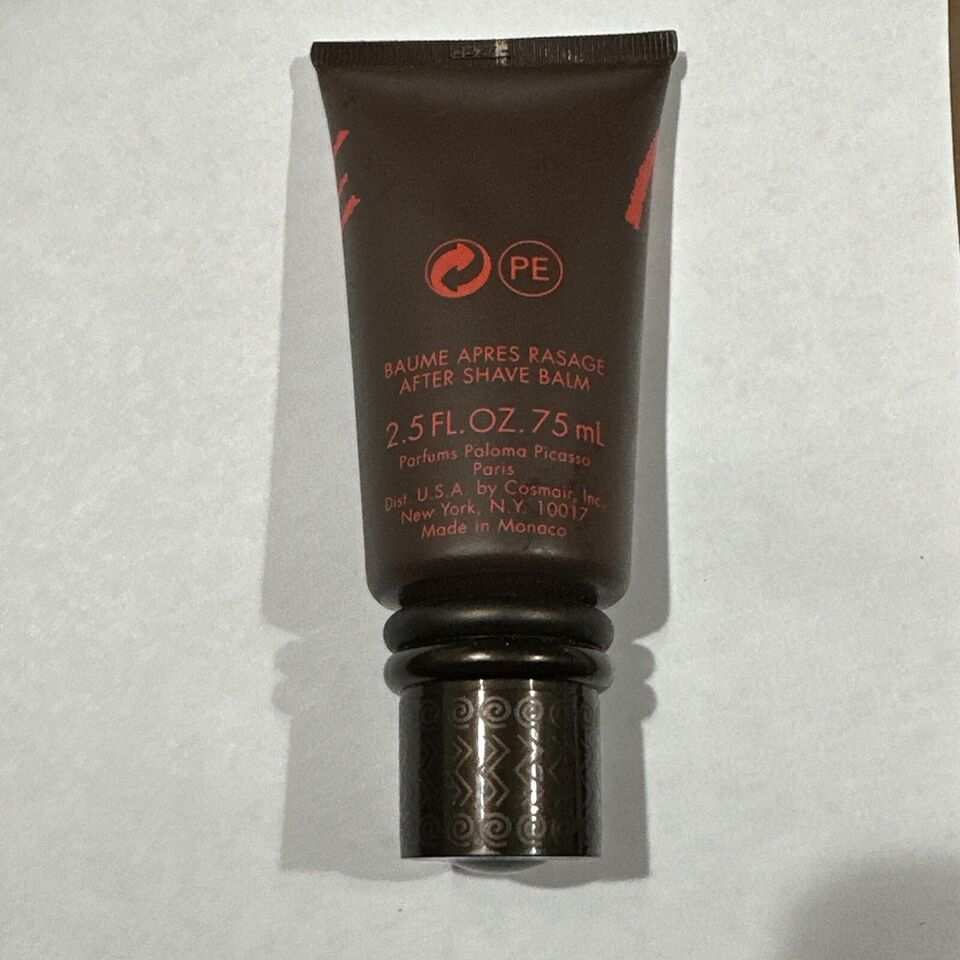 PE
BAUME APRES RASAGE
AFTER SHAVE BALM
2.5 FL. OZ. 75 mL
Parfums Paloma Picasso
Paris
Dist. U.S.A. by Cosmair, Inc.
New York, N.Y. 10017
Made in Monaco